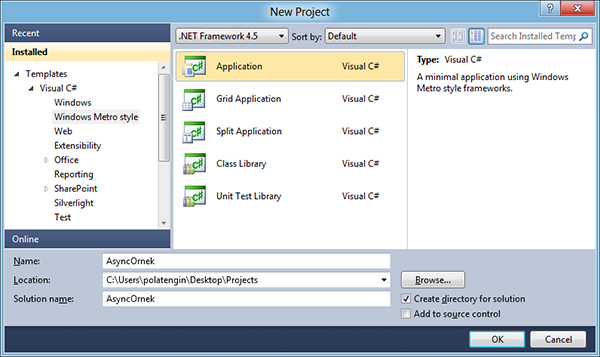 New Project
Recent
Installed
Templates
Visual C#
Windows
Windows Metro style
Web
Extensibility
Office
Reporting
SharePoint
Silverlight
Test
Online
.NET Framework 4.5
Sort by: Default
Search Installed Temp
Application Visual C#
Grid Application Visual C#
Split Application Visual C#
Class Library Visual C#
Unit Test Library Visual C#
Type: Visual C#
A minimal application using Windows
Metro style frameworks.
Name: AsyncOrnek
Location: C:\Users\polatengin\Desktop\Projects
Browse...
Solution name: AsyncOrnek
Create directory for solution
Add to source control
OK
Cancel